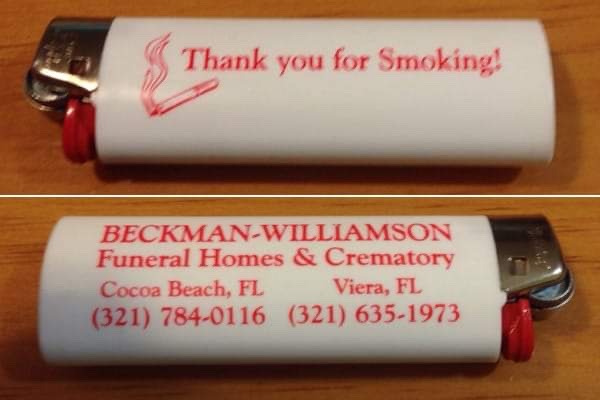 Thank you for Smoking!
BECKMAN-WILLIAMSON
Funeral Homes & Crematory
Cocoa Beach, FL Viera, FL
(321) 784-0116 (321) 635-1973